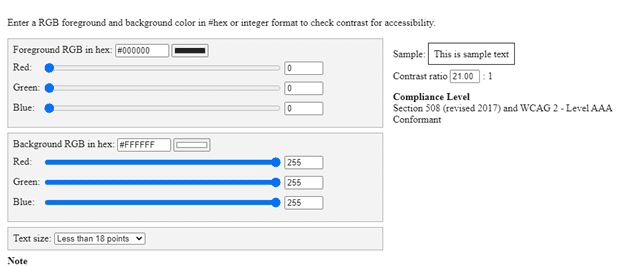 Enter a RGB foreground and background color in #hex or integer format to check contrast for accessibility.
Foreground RGB in hex: #000000
Red: 0
Green: 0
Blue: 0
Background RGB in hex: #FFFFFF
Red: 255
Green: 255
Blue: 255
Text size: Less than 18 points
Note
Sample: This is sample text
Contrast ratio 21.00 : 1
Compliance Level
Section 508 (revised 2017) and WCAG 2 - Level AAA
Conformant